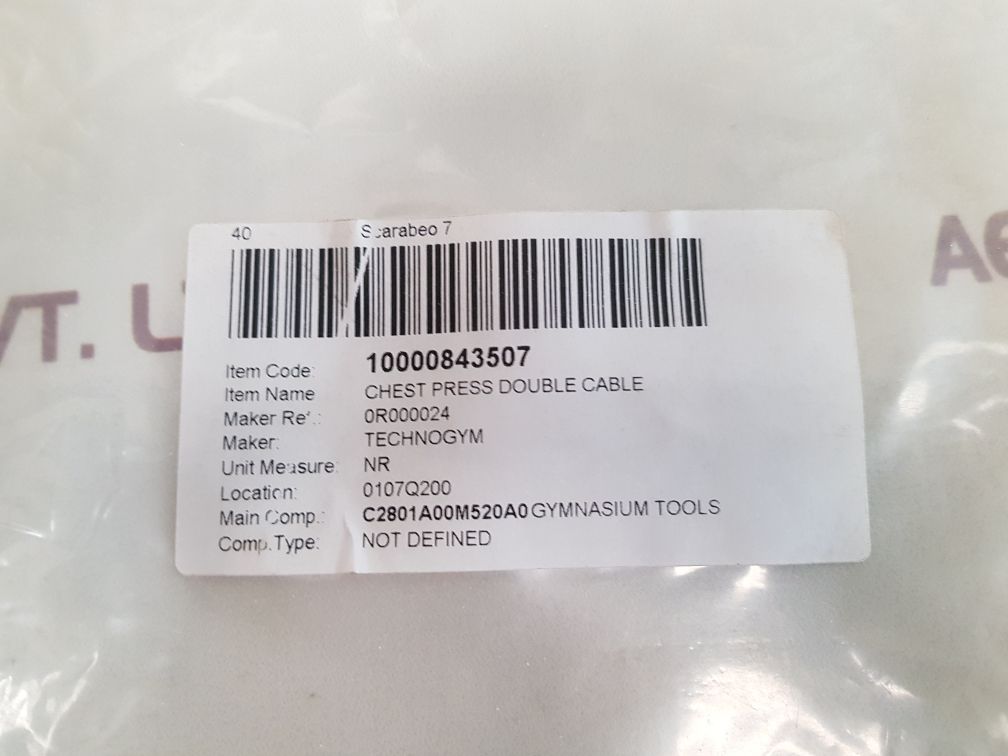 40 Scarabeo 7
Item Code: 10000843507
Item Name CHEST PRESS DOUBLE CABLE
Maker Ref.: 0R000024
Maker: TECHNOGYM
Unit Measure: NR
Location: 0107Q200
Main Comp.: C2801A00M520A0 GYMNASIUM TOOLS
Comp.Type: NOT DEFINED